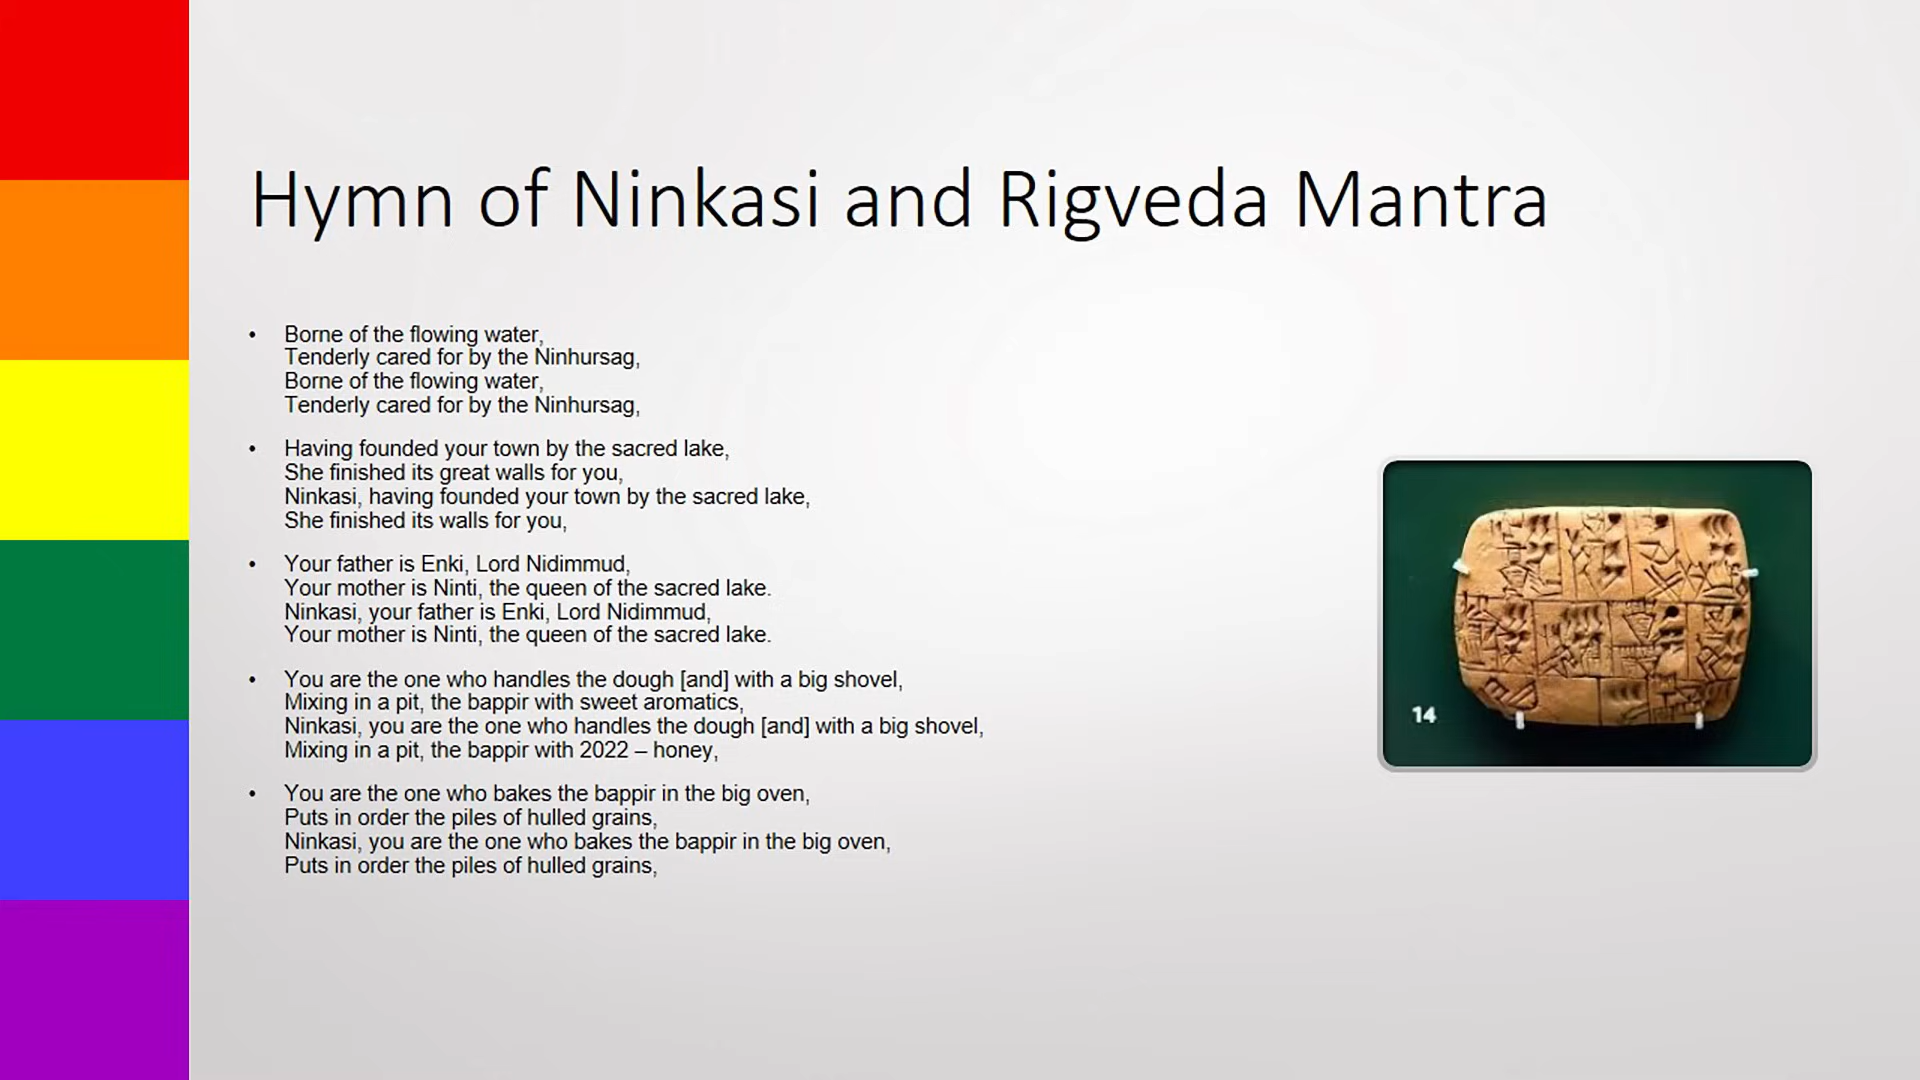 Hymn of Ninkasi and Rigveda Mantra
• Borne of the flowing water,
Tenderly cared for by the Ninhursag,
Borne of the flowing water,
Tenderly cared for by the Ninhursag,
• Having founded your town by the sacred lake,
She finished its great walls for you,
Ninkasi, having founded your town by the sacred lake,
She finished its walls for you,
• Your father is Enki, Lord Nidimmud,
Your mother is Ninti, the queen of the sacred lake.
Ninkasi, your father is Enki, Lord Nidimmud,
Your mother is Ninti, the queen of the sacred lake.
• You are the one who handles the dough [and] with a big shovel,
Mixing in a pit, the bappir with sweet aromatics,
Ninkasi, you are the one who handles the dough [and] with a big shovel,
Mixing in a pit, the bappir with 2022 – honey,
• You are the one who bakes the bappir in the big oven,
Puts in order the piles of hulled grains,
Ninkasi, you are the one who bakes the bappir in the big oven,
Puts in order the piles of hulled grains,
14